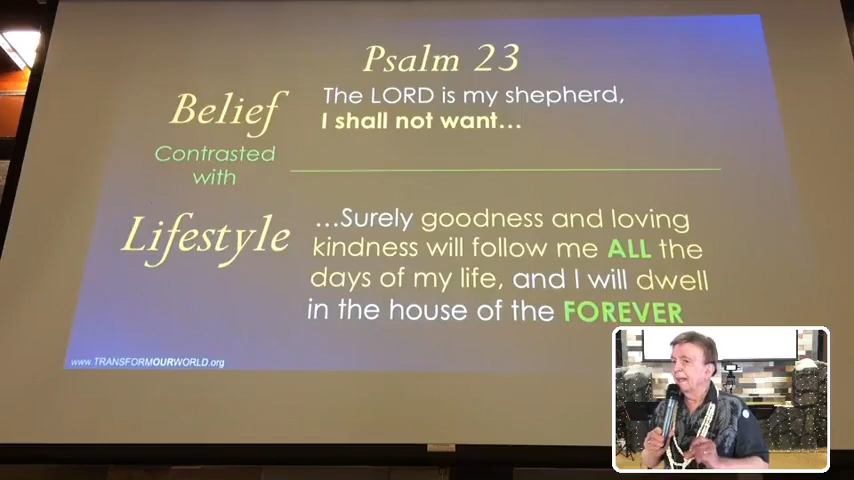 Psalm 23
Belief
The LORD is my shepherd,
I shall not want...
Contrasted
with
Lifestyle
...Surely goodness and loving
kindness will follow me ALL the
days of my life, and I will dwell
in the house of the FOREVER
www.TRANSFORMOURWORLD.org